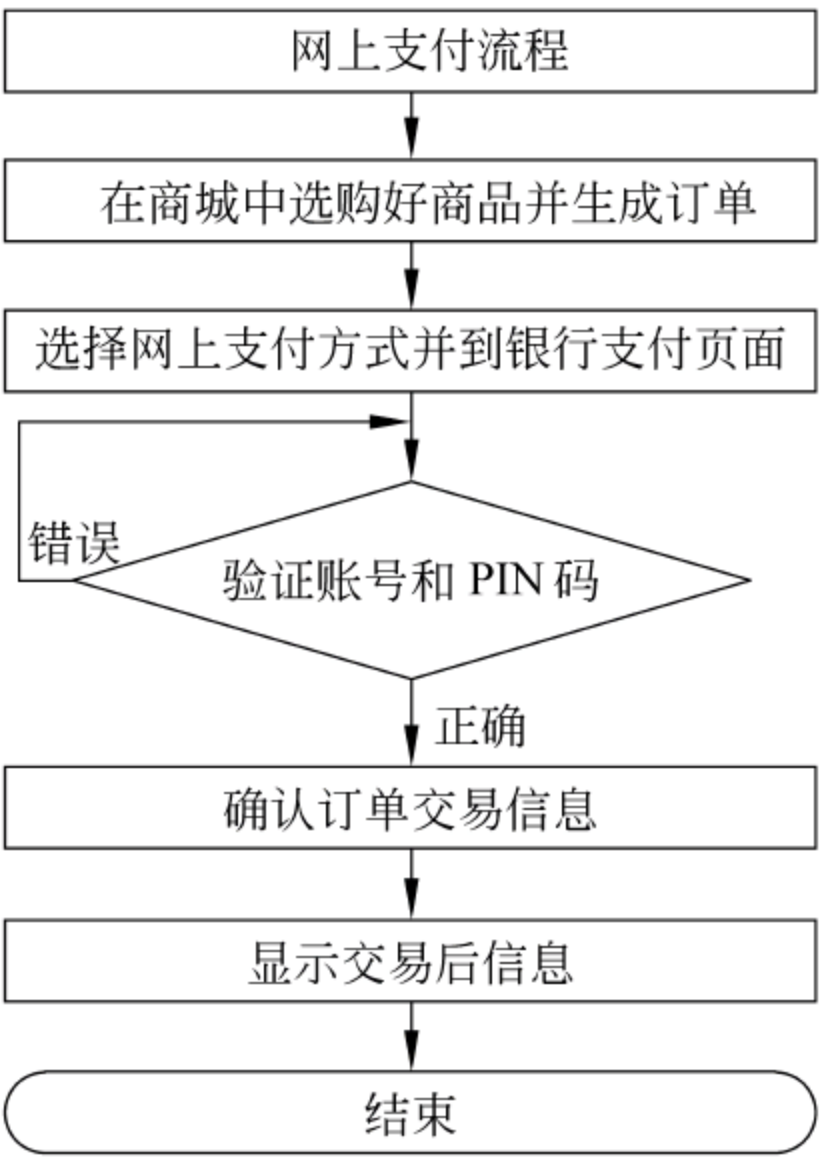 网上支付流程
在商城中选购好商品并生成订单
选择网上支付方式并到银行支付页面
错误
验证账号和 PIN 码
正确
确认订单交易信息
显示交易后信息
结束